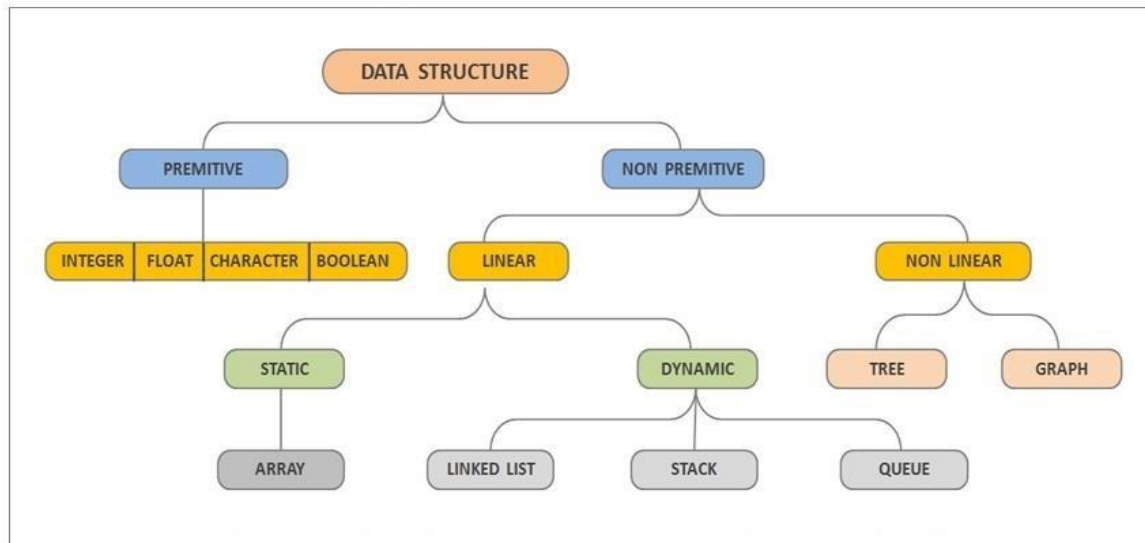 DATA STRUCTURE
PREMITIVE
NON PREMITIVE
INTEGER FLOAT CHARACTER BOOLEAN
LINEAR
NON LINEAR
STATIC
DYNAMIC
TREE
GRAPH
ARRAY
LINKED LIST
STACK
QUEUE